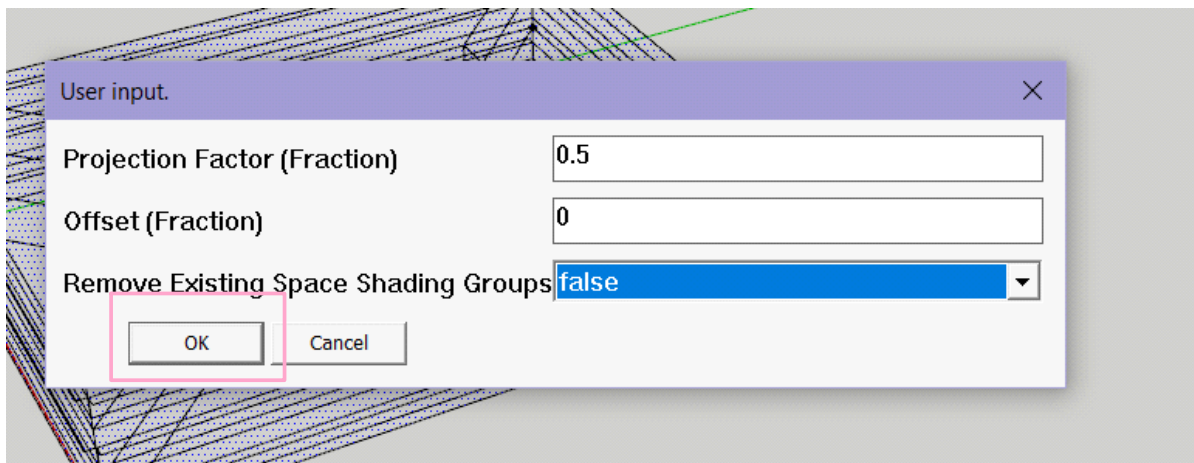 User input.
Projection Factor (Fraction) 0.5
Offset (Fraction) 0
Remove Existing Space Shading Groups false
OK Cancel